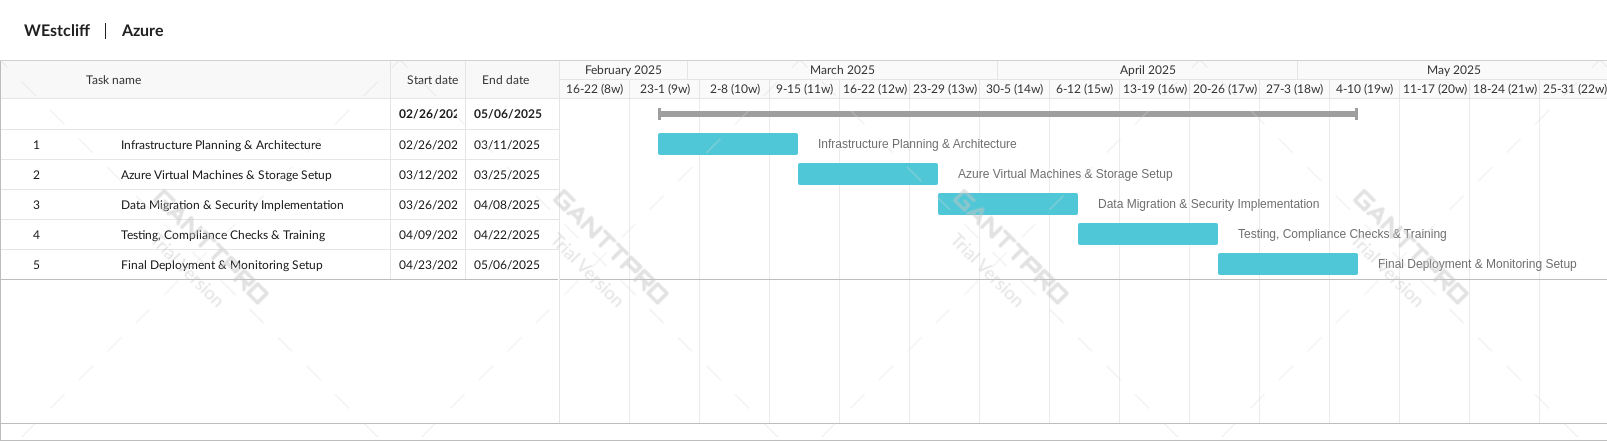 WEstcliff | Azure
Task name Start date End date February 2025 March 2025 April 2025 May 2025
16-22 (8w) 23-1 (9w) 2-8 (10w) 9-15 (11w) 16-22 (12w) 23-29 (13w) 30-5 (14w) 6-12 (15w) 13-19 (16w) 20-26 (17w) 27-3 (18w) 4-10 (19w) 11-17 (20w) 18-24 (21w) 25-31 (22w)
02/26/202 05/06/2025
1 Infrastructure Planning & Architecture 02/26/202 03/11/2025 Infrastructure Planning & Architecture
2 Azure Virtual Machines & Storage Setup 03/12/202 03/25/2025 Azure Virtual Machines & Storage Setup
3 Data Migration & Security Implementation 03/26/202 04/08/2025 Data Migration & Security Implementation
4 Testing, Compliance Checks & Training 04/09/202 04/22/2025 Testing, Compliance Checks & Training
5 Final Deployment & Monitoring Setup 04/23/202 05/06/2025 Final Deployment & Monitoring Setup
GANTTPRO
Trial Version
GANTTPRO
Trial Version
GANTTPRO
Trial Version
GANTTPRO
Trial Version